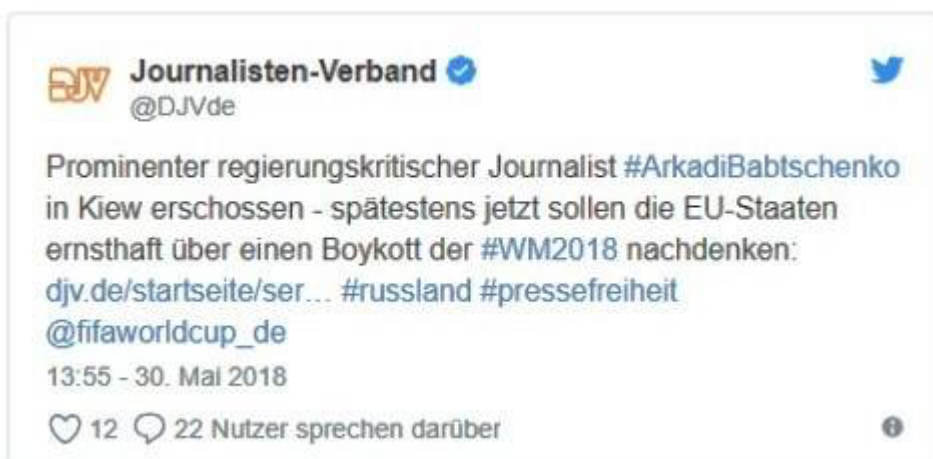 DJV Journalisten-Verband
@DJVde
Prominenter regierungskritischer Journalist #ArkadiBabtschenko
in Kiew erschossen - spätestens jetzt sollen die EU-Staaten
ernsthaft über einen Boykott der #WM2018 nachdenken:
djv.de/startseite/ser... #russland #pressefreiheit
@fifaworldcup_de
13:55 - 30. Mai 2018
12 22 Nutzer sprechen darüber